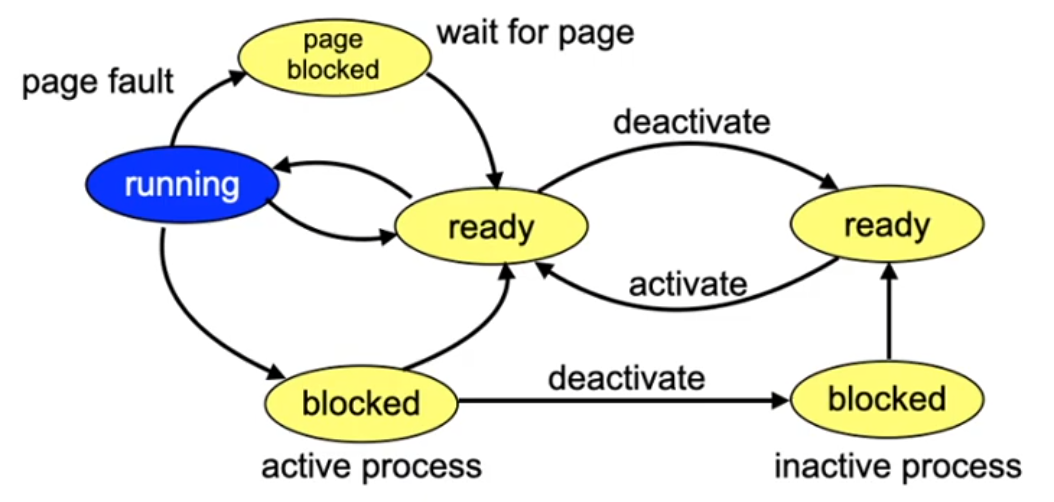 page
blocked
wait for page
page fault
deactivate
running
ready
ready
activate
deactivate
blocked
blocked
active process
inactive process